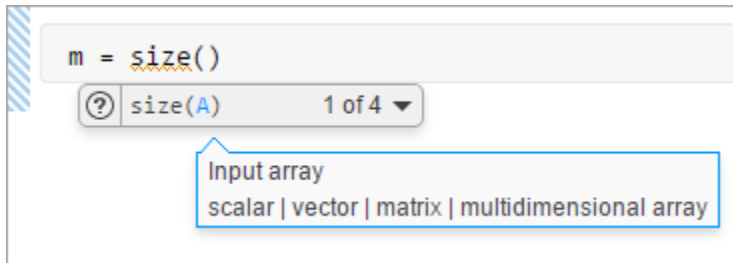 m = size()
? size(A) 1 of 4
Input array
scalar | vector | matrix | multidimensional array